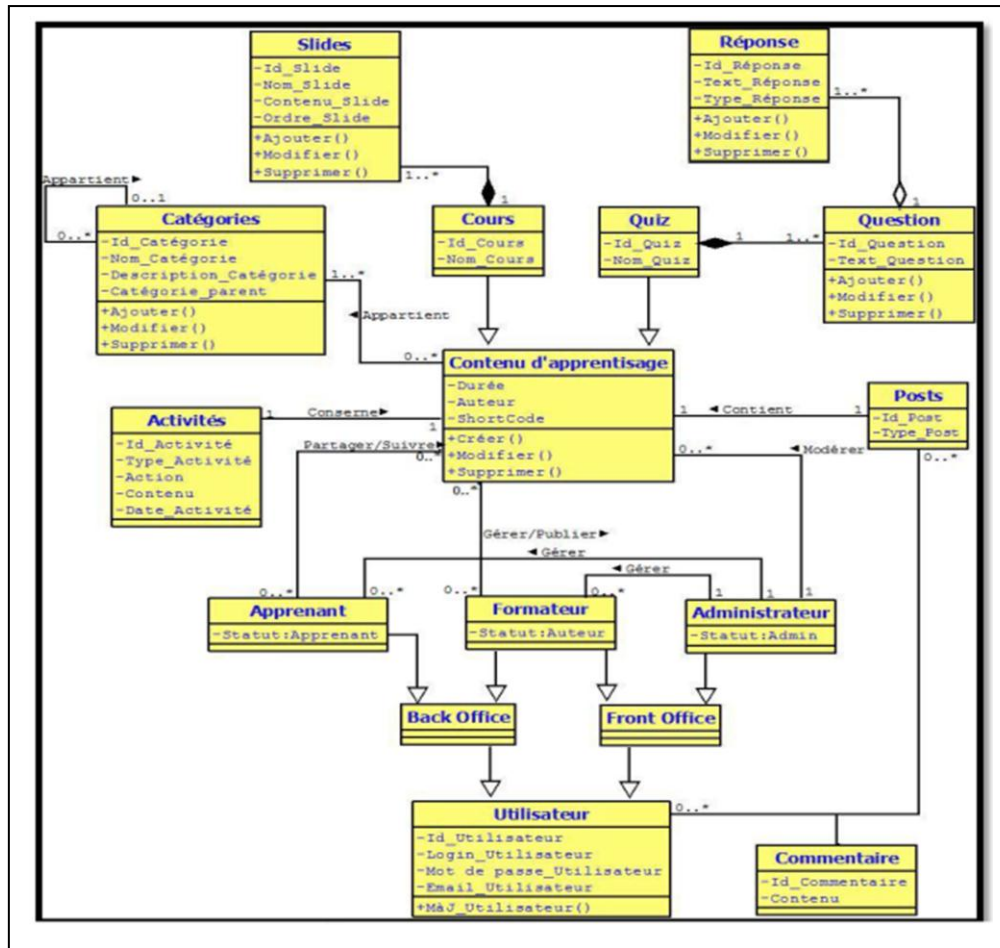 Slides
-Id_Slide
-Nom_Slide
-Contenu_Slide
-Ordre_Slide
+Ajouter()
+Modifier()
+Supprimer()
1..*
1
Réponse
-Id_Réponse
-Text_Réponse
-Type_Réponse
+Ajouter()
+Modifier()
+Supprimer()
1..*
1
Appartient
0..1
0..*
Catégories
-Id_Catégorie
-Nom_Catégorie
-Description_Catégorie
-Catégorie_parent
+Ajouter()
+Modifier()
+Supprimer()
1..*
Appartient
0..*
Cours
-Id_Cours
-Nom_Cours
Quiz
-Id_Quiz
-Nom_Quiz
1
1..*
Question
-Id_Question
-Text_Question
+Ajouter()
+Modifier()
+Supprimer()
Contenu d'apprentisage
-Durée
-Auteur
-ShortCode
+Créer()
+Modifier()
+Supprimer()
Posts
-Id_Post
-Type_Post
1
Contient
1
0..*
Activités
-Id_Activité
-Type_Activité
-Action
-Contenu
-Date_Activité
1
Conserne
1
Partager/Suivre
0..*
0..*
Modérer
0..*
Gérer/Publier
Gérer
Gérer
0..*
0..*
0..*
0..*
1
1
1
Apprenant
-Statut:Apprenant
Formateur
-Statut:Auteur
Administrateur
-Statut:Admin
Back Office
Front Office
Utilisateur
-Id_Utilisateur
-Login_Utilisateur
-Mot de passe_Utilisateur
-Email_Utilisateur
+MàJ_Utilisateur()
0..*
Commentaire
-Id_Commentaire
-Contenu